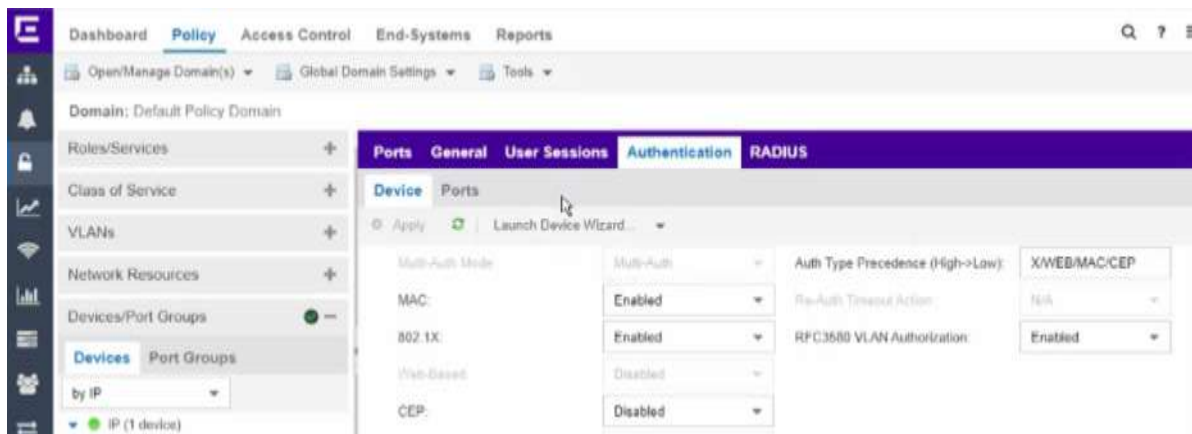 Dashboard Policy Access Control End-Systems Reports ?
Open/Manage Domain(s) Global Domain Settings Tools
Domain: Default Policy Domain
Roles/Services +
Class of Service +
VLANs +
Network Resources +
Devices/Port Groups −
Devices Port Groups
by IP
IP (1 device)
Ports General User Sessions Authentication RADIUS
Device Ports
Apply Launch Device Wizard...
Multi-Auth Mode: Multi-Auth Auth Type Precedence (High->Low): X/WEB/MAC/CEP
MAC: Enabled Re-Auth Timeout Action: N/A
802.1X: Enabled RFC3580 VLAN Authorization: Enabled
Web-Based: Disabled
CEP: Disabled